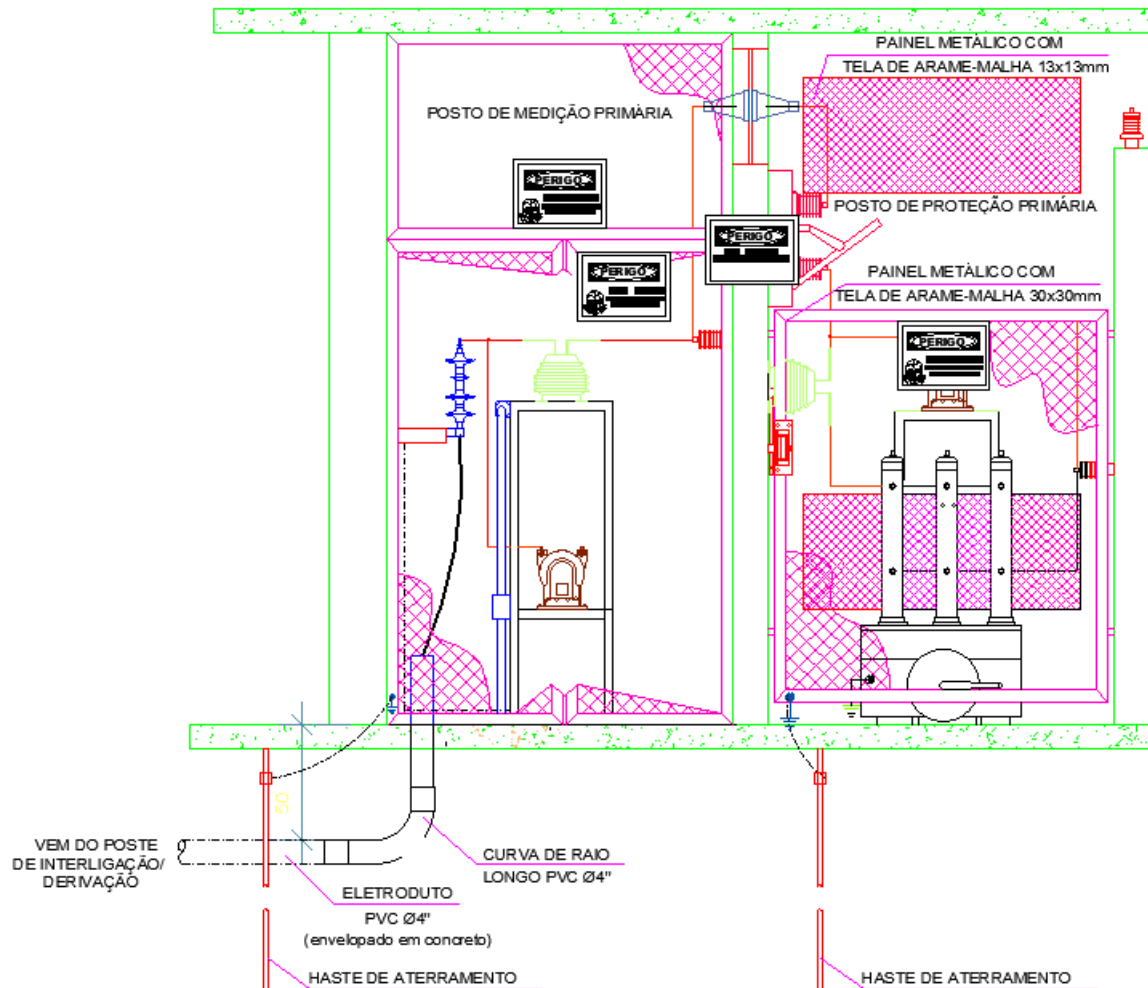 PAINEL METÁLICO COM
TELA DE ARAME-MALHA 13x13mm
POSTO DE MEDIÇÃO PRIMÁRIA
PERIGO
POSTO DE PROTEÇÃO PRIMÁRIA
PERIGO
PERIGO
PAINEL METÁLICO COM
TELA DE ARAME-MALHA 30x30mm
PERIGO
50
VEM DO POSTE
DE INTERLIGAÇÃO/
DERIVAÇÃO
CURVA DE RAIO
LONGO PVC Ø4"
ELETRODUTO
PVC Ø4"
(envelopado em concreto)
HASTE DE ATERRAMENTO
HASTE DE ATERRAMENTO